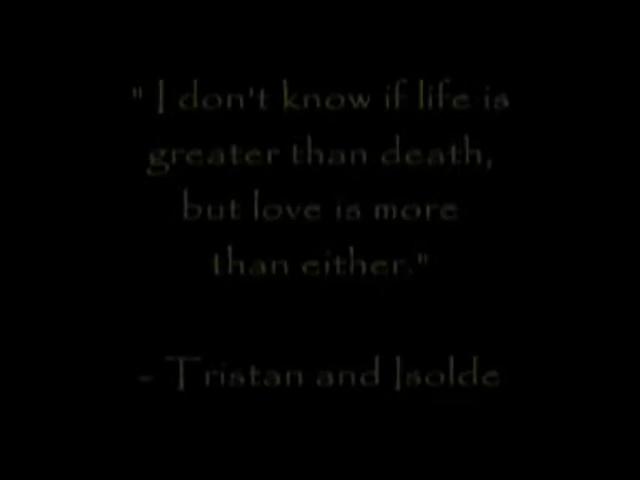 " I don't know if life is
greater than death,
but love is more
than either."
- Tristan and Isolde